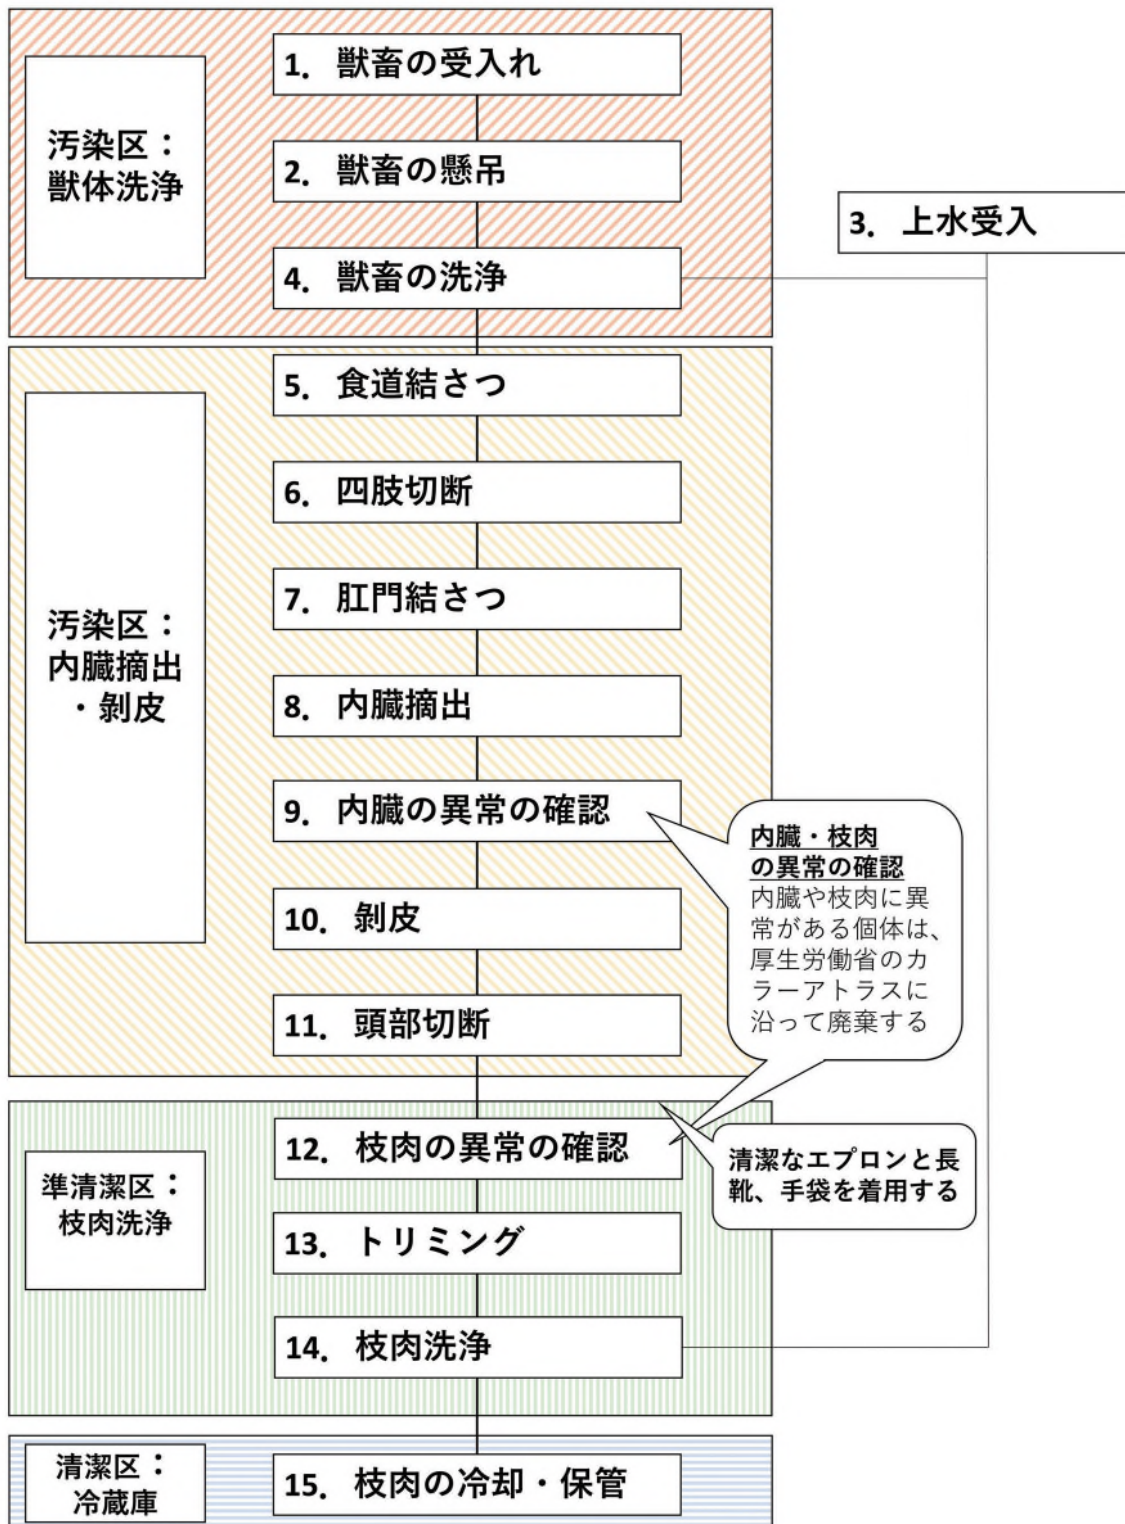 汚染区：
獣体洗浄
1. 獣畜の受入れ
2. 獣畜の懸吊
3. 上水受入
4. 獣畜の洗浄
汚染区：
内臓摘出
・剝皮
5. 食道結さつ
6. 四肢切断
7. 肛門結さつ
8. 内臓摘出
9. 内臓の異常の確認
10. 剝皮
11. 頭部切断
内臓・枝肉
の異常の確認
内臓や枝肉に異
常がある個体は、
厚生労働省のカ
ラーアトラスに
沿って廃棄する
準清潔区：
枝肉洗浄
12. 枝肉の異常の確認
13. トリミング
14. 枝肉洗浄
清潔なエプロンと長
靴、手袋を着用する
清潔区：
冷蔵庫
15. 枝肉の冷却・保管